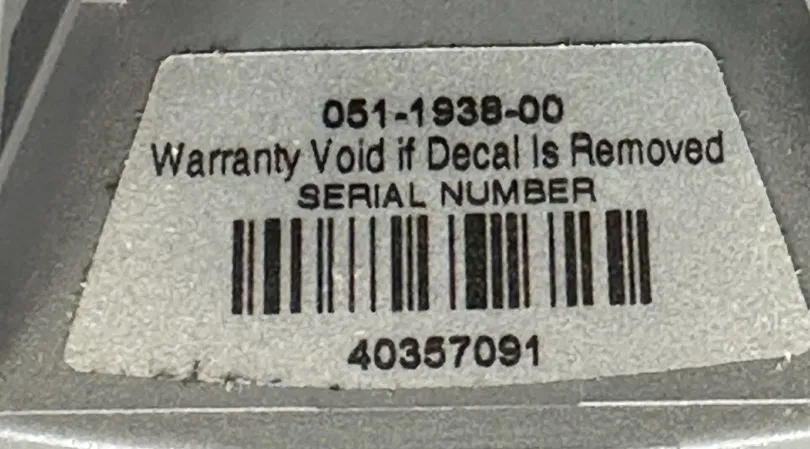 051-1938-00
Warranty Void if Decal Is Removed
SERIAL NUMBER
40357091